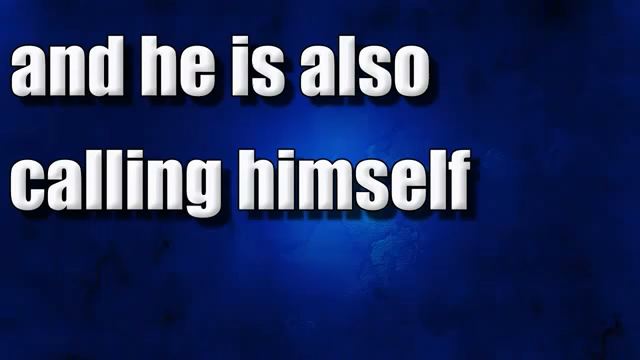 and he is also
calling himself